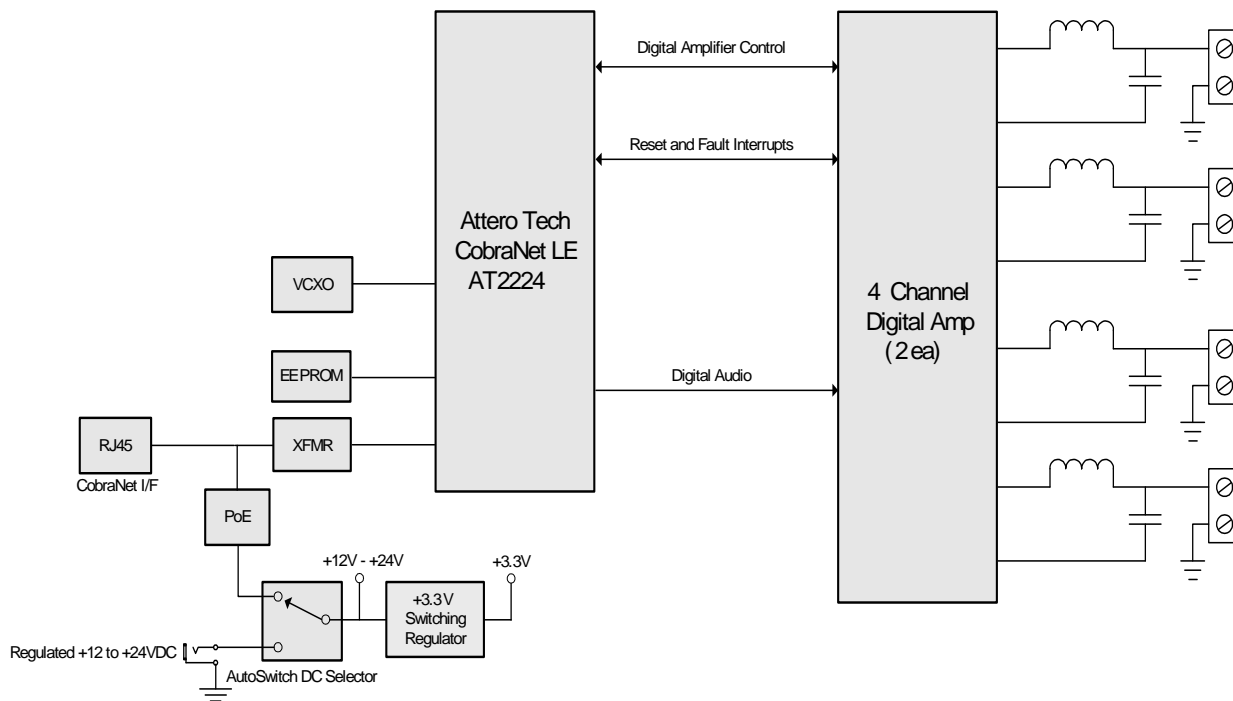 Digital Amplifier Control
Reset and Fault Interrupts
Attero Tech
CobraNet LE
AT2224
VCXO
4 Channel
Digital Amp
(2 ea)
EEPROM
Digital Audio
RJ45
XFMR
CobraNet I/F
PoE
+12V - +24V
+3.3V
+3.3V
Switching
Regulator
Regulated +12 to +24VDC
AutoSwitch DC Selector